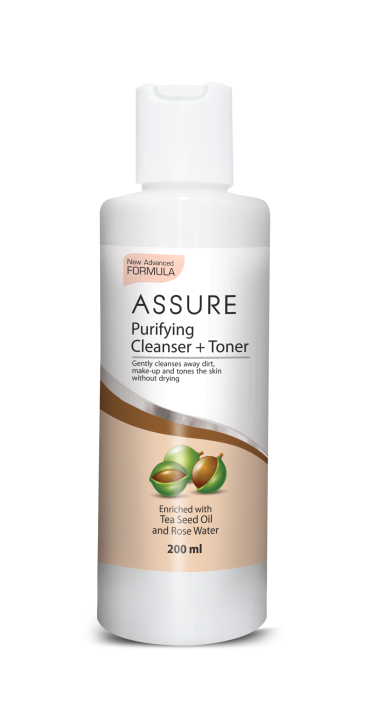 New Advanced
FORMULA
ASSURE
Purifying
Cleanser + Toner
Gently cleanses away dirt,
make-up and tones the skin
without drying
Enriched with
Tea Seed Oil
and Rose Water
200 ml